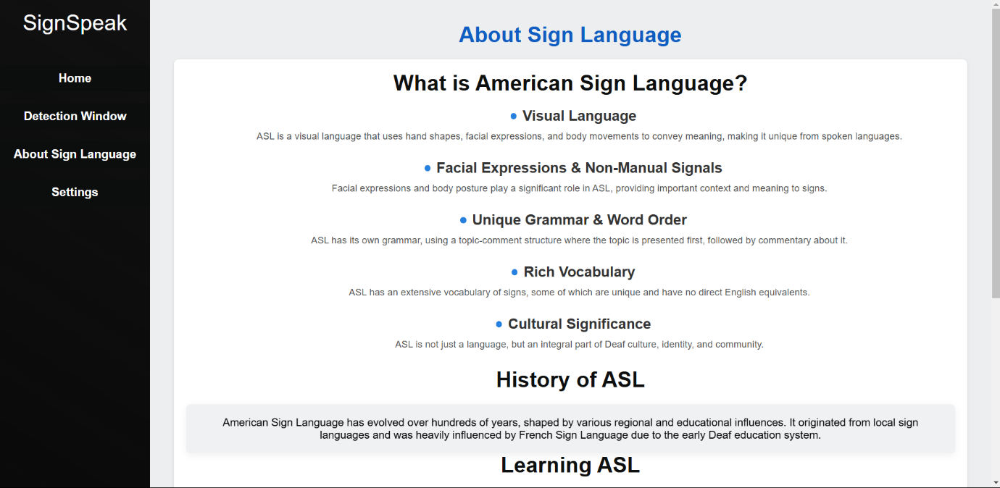 SignSpeak
Home
Detection Window
About Sign Language
Settings
About Sign Language
What is American Sign Language?
Visual Language
ASL is a visual language that uses hand shapes, facial expressions, and body movements to convey meaning, making it unique from spoken languages.
Facial Expressions & Non-Manual Signals
Facial expressions and body posture play a significant role in ASL, providing important context and meaning to signs.
Unique Grammar & Word Order
ASL has its own grammar, using a topic-comment structure where the topic is presented first, followed by commentary about it.
Rich Vocabulary
ASL has an extensive vocabulary of signs, some of which are unique and have no direct English equivalents.
Cultural Significance
ASL is not just a language, but an integral part of Deaf culture, identity, and community.
History of ASL
American Sign Language has evolved over hundreds of years, shaped by various regional and educational influences. It originated from local sign
languages and was heavily influenced by French Sign Language due to the early Deaf education system.
Learning ASL